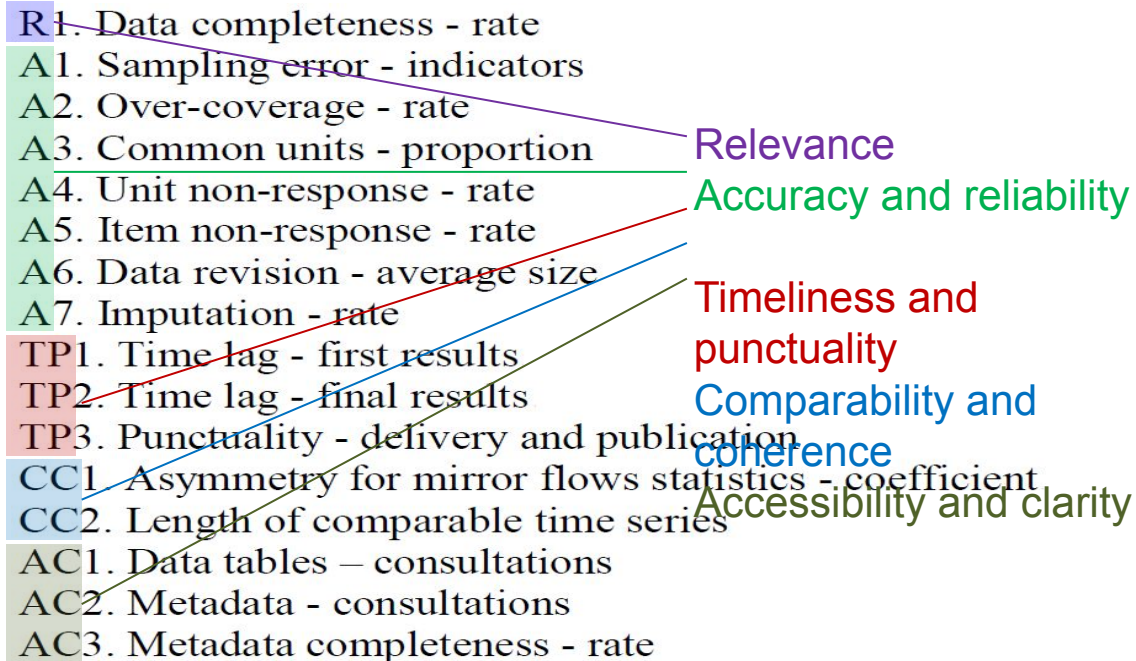 R1. Data completeness - rate
A1. Sampling error - indicators
A2. Over-coverage - rate
A3. Common units - proportion
A4. Unit non-response - rate
A5. Item non-response - rate
A6. Data revision - average size
A7. Imputation - rate
TP1. Time lag - first results
TP2. Time lag - final results
TP3. Punctuality - delivery and publication
CC1. Asymmetry for mirror flows statistics - coefficient
CC2. Length of comparable time series
AC1. Data tables – consultations
AC2. Metadata - consultations
AC3. Metadata completeness - rate
Relevance
Accuracy and reliability
Timeliness and
punctuality
Comparability and
coherence
Accessibility and clarity